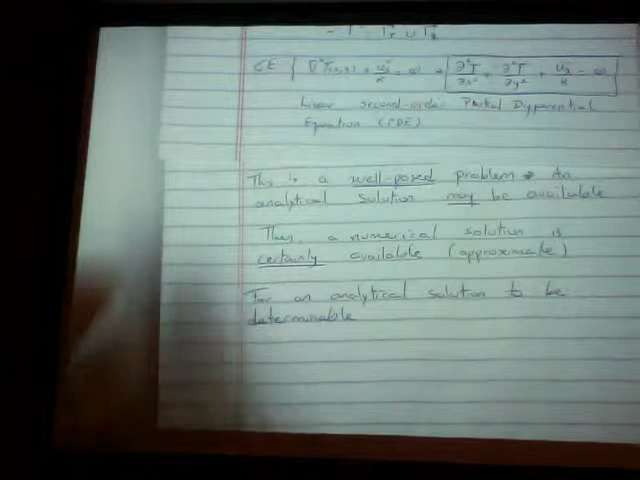 - Γ = Γ₁ ∪ Γ₂
GE { ∇²T(x,y) + u‴g/k = 0 → ∂²T/∂x² + ∂²T/∂y² + u‴g/k = 0
Linear second-order Partial Differential
Equation (PDE)
This is a well-posed problem → An
analytical solution may be available
Then, a numerical solution is
certainly available (approximate)
For an analytical solution to be
determinable